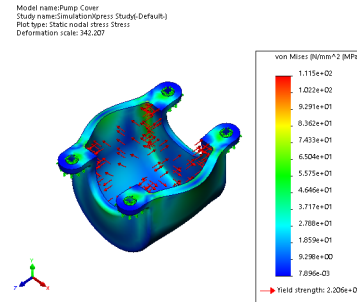 Model name:Pump Cover
Study name:SimulationXpress Study(-Default-)
Plot type: Static nodal stress Stress
Deformation scale: 342.207
von Mises (N/mm^2 (MPa
1.115e+02
1.022e+02
9.291e+01
8.362e+01
7.433e+01
6.504e+01
5.575e+01
4.646e+01
3.717e+01
2.788e+01
1.859e+01
9.298e+00
7.896e-03
Yield strength: 2.206e+0
Y
Z
X